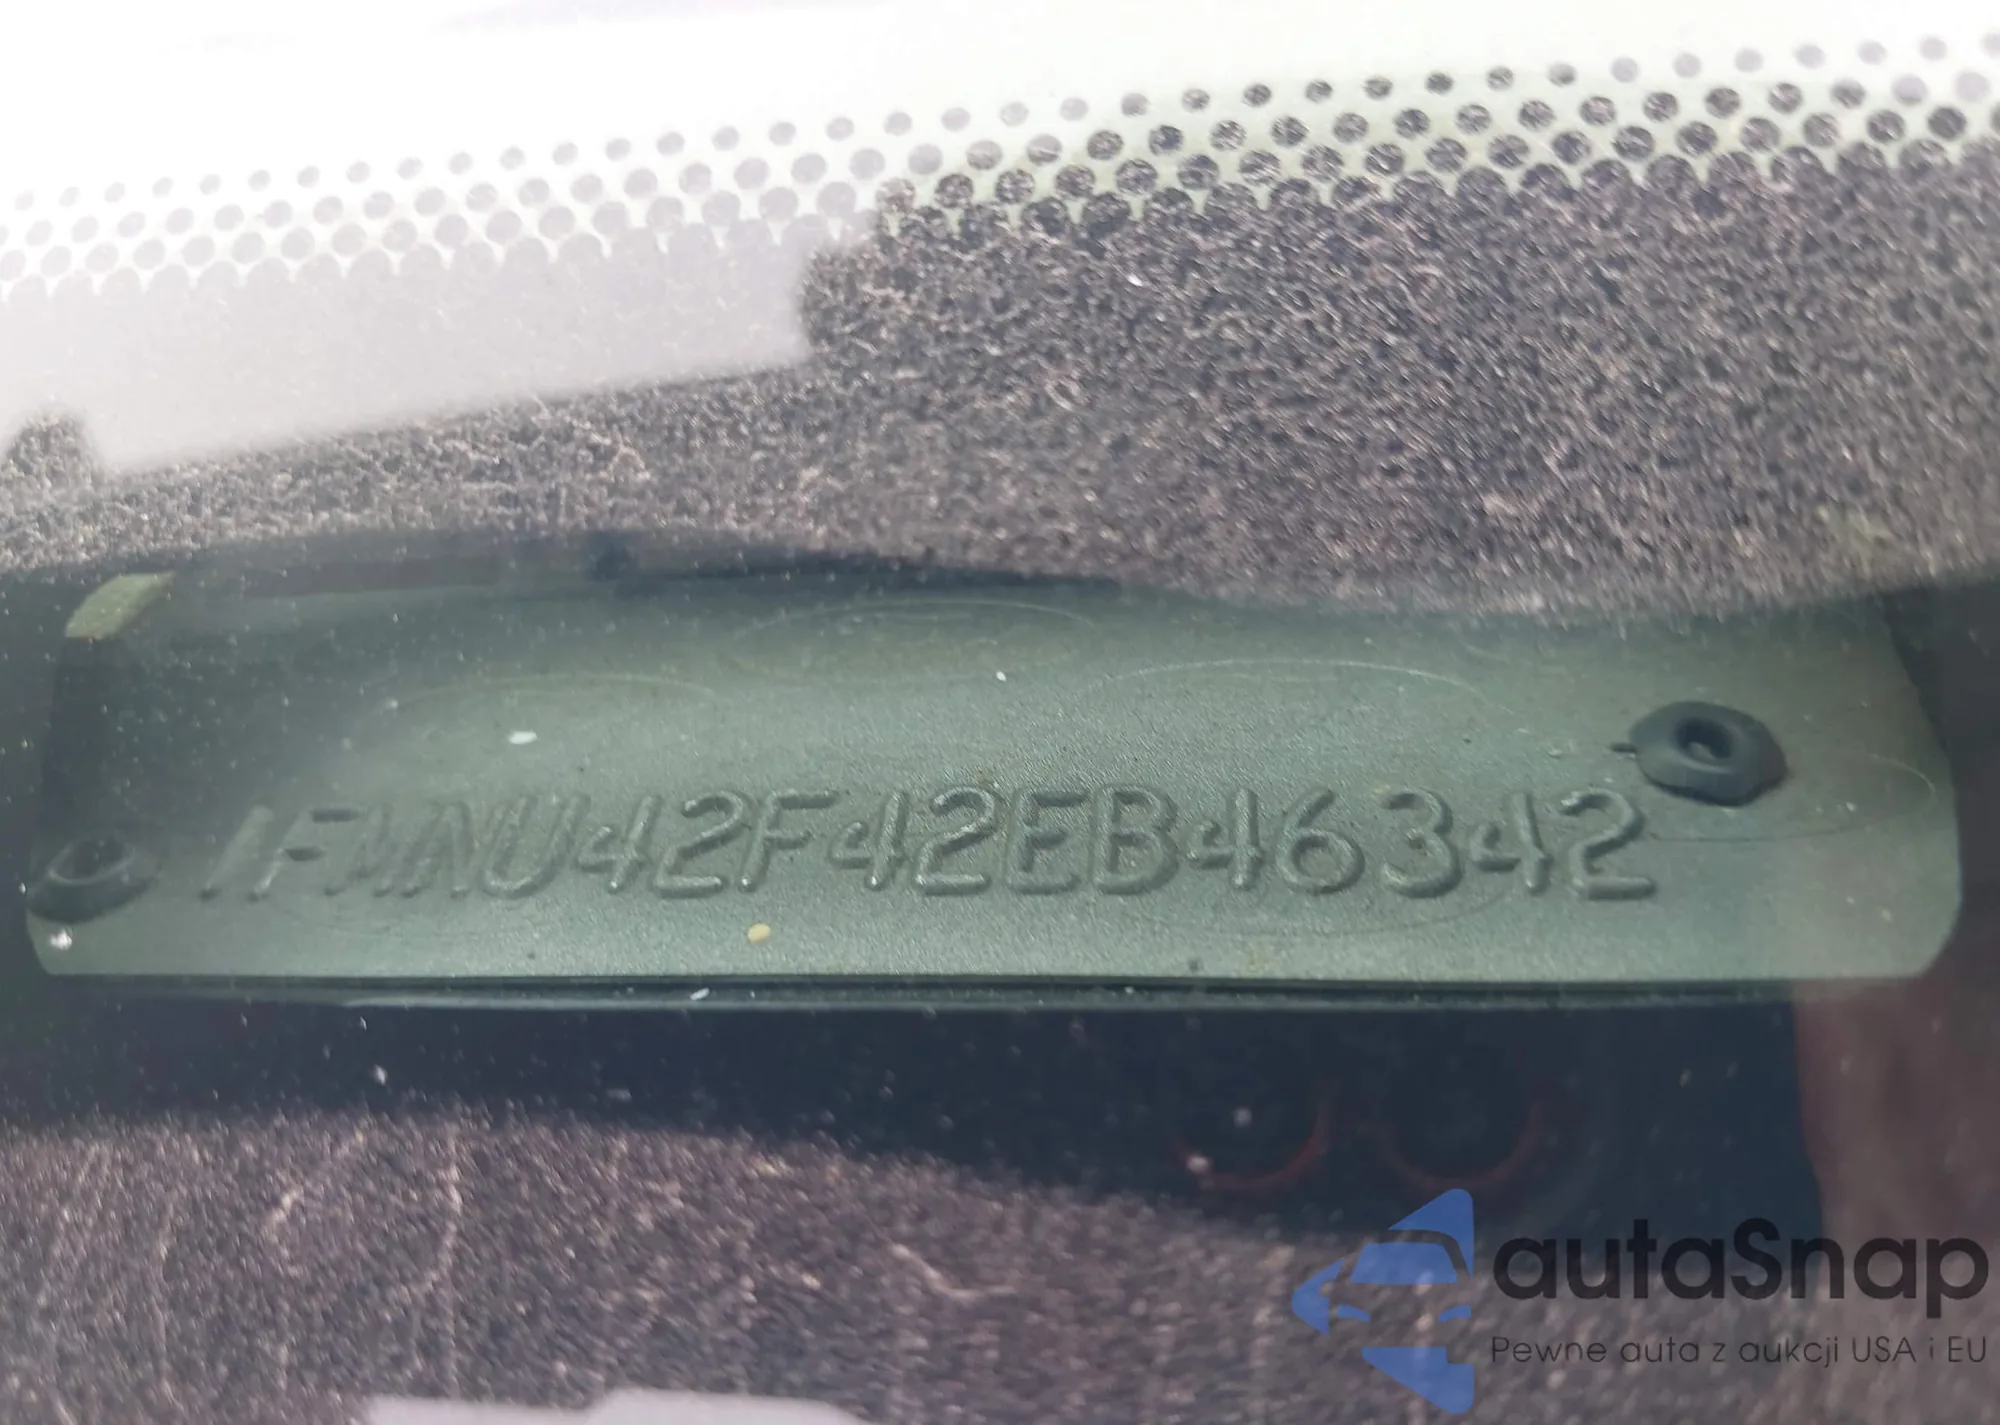 1FMNU42F42EB46342
autaSnap
Pewne auta z aukcji USA i EU